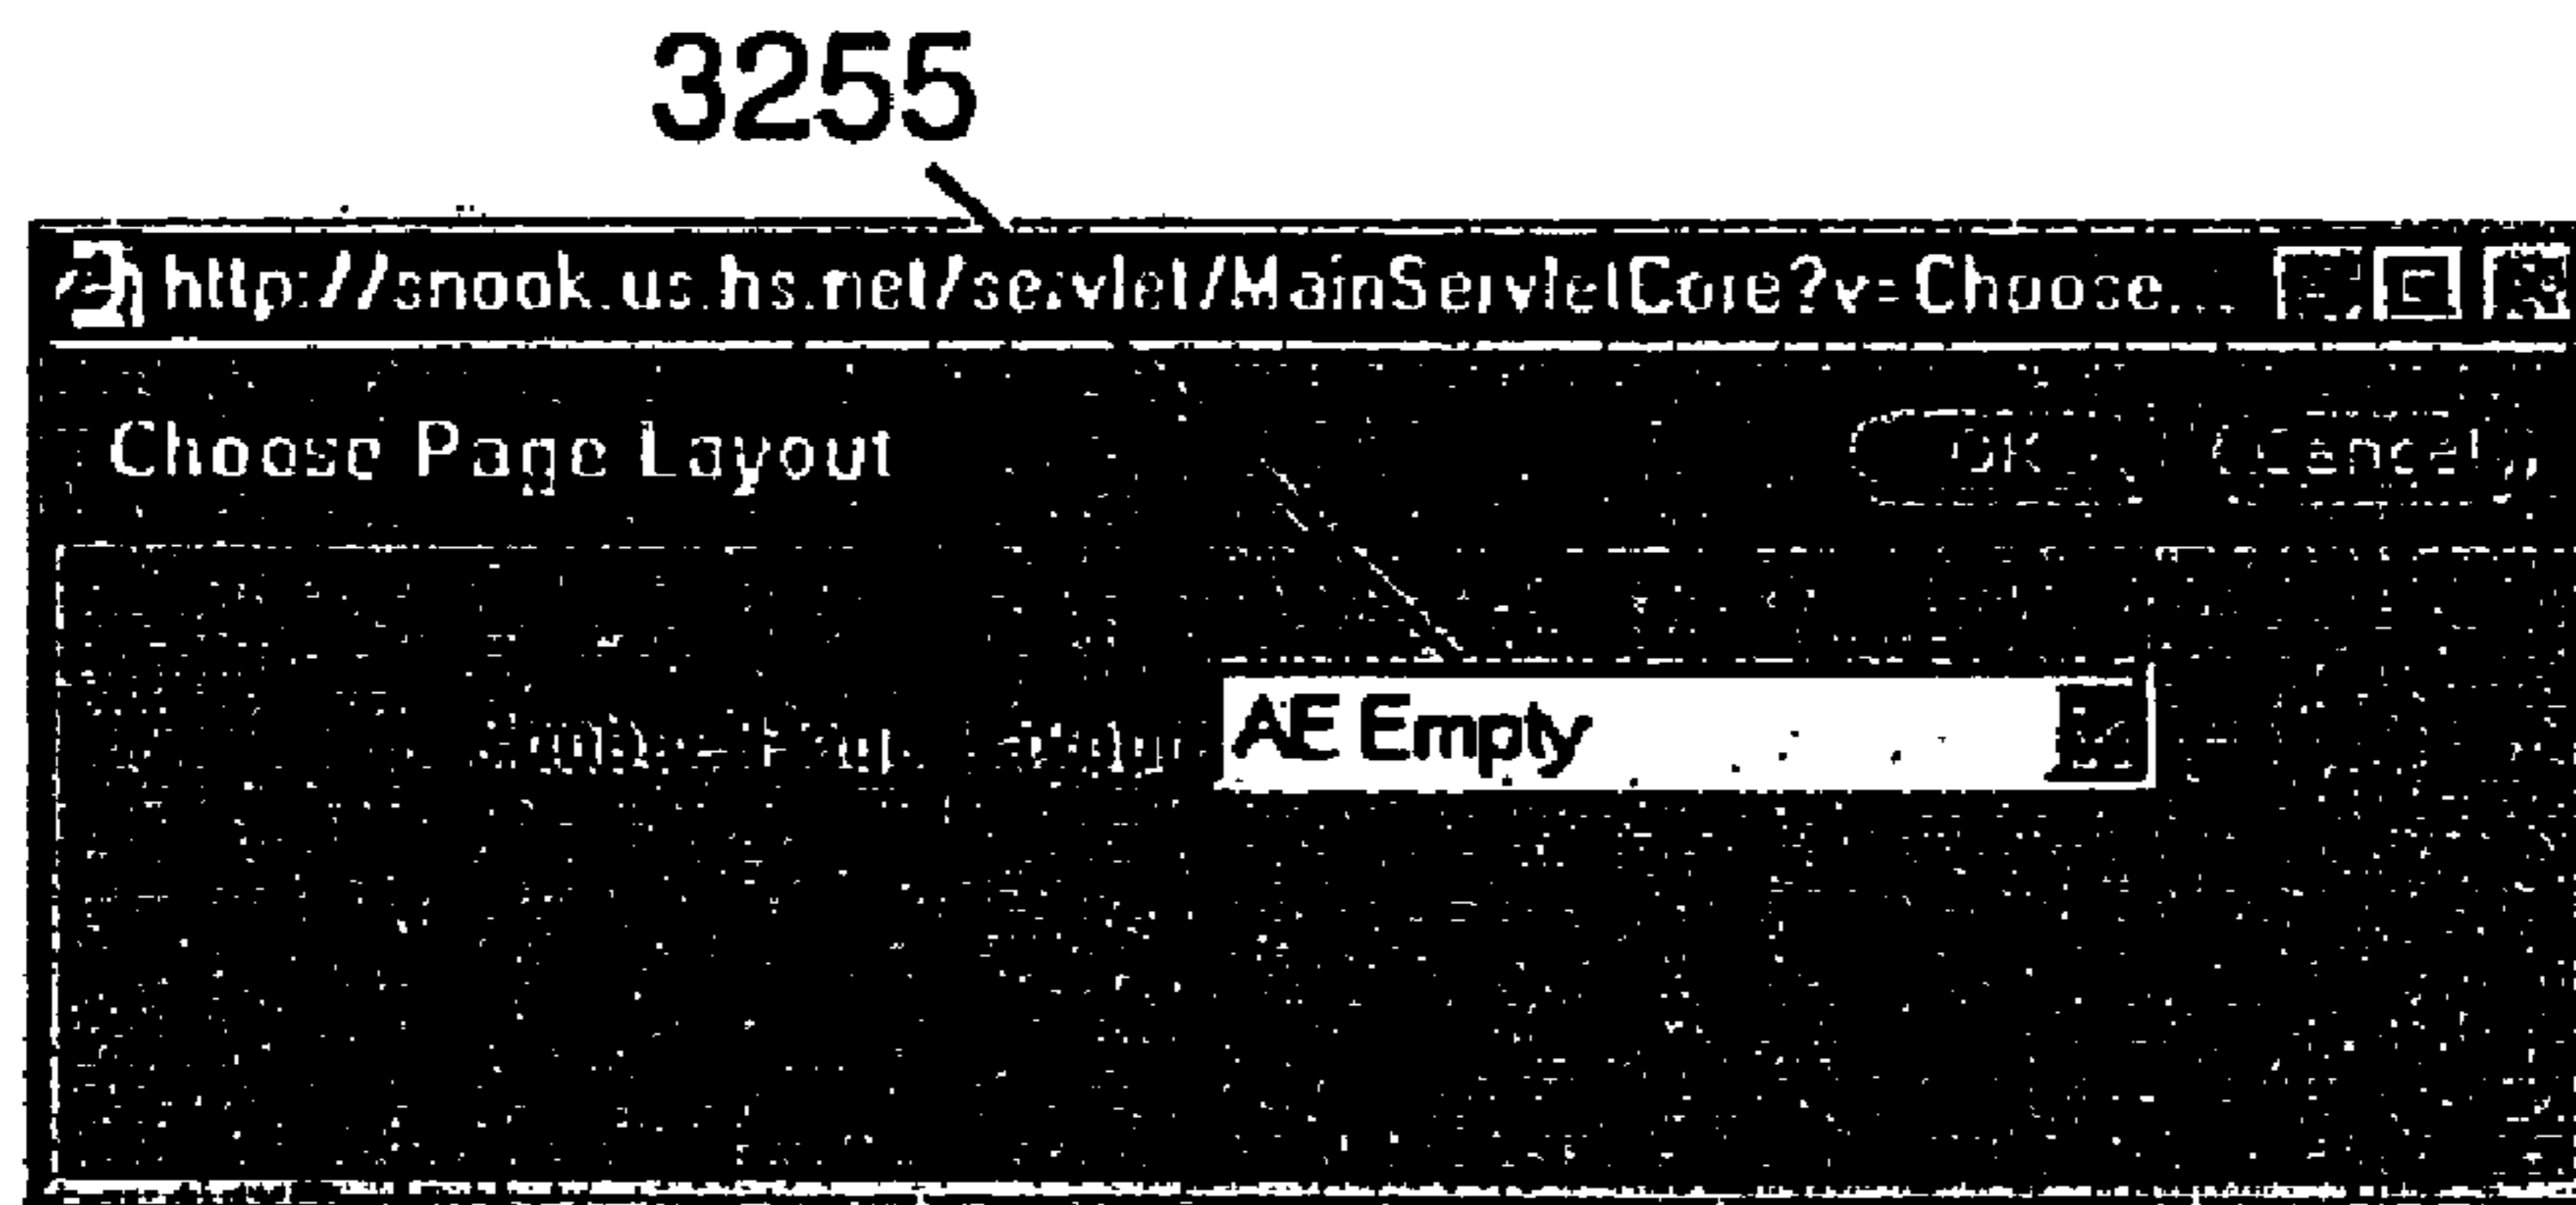 3255
http://snook.us.hs.net/servlet/MainServletCore?v=Choose...
Choose Page Layout OK Cancel
AE Empty